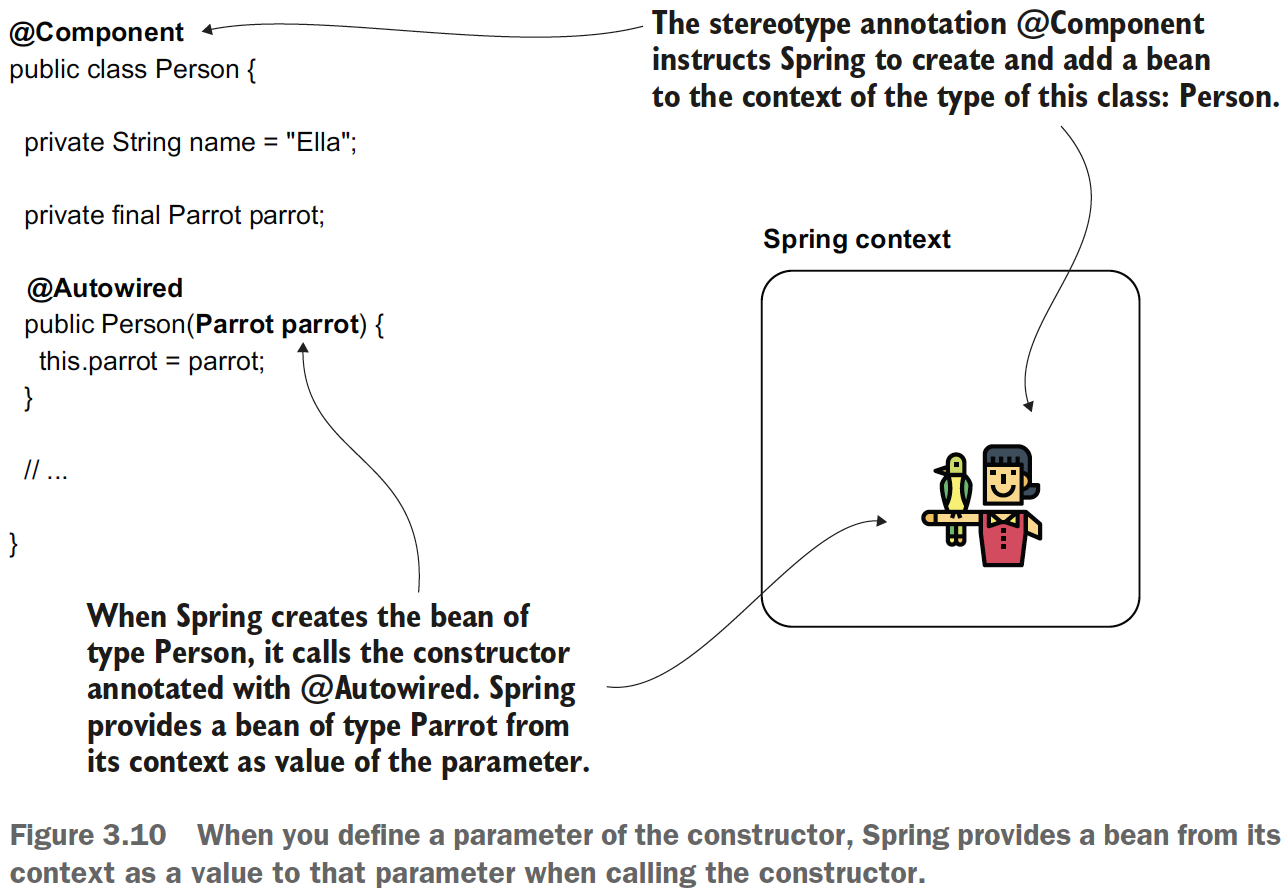 @Component
public class Person {
private String name = "Ella";
private final Parrot parrot;
@Autowired
public Person(Parrot parrot) {
this.parrot = parrot;
}
// ...
}
The stereotype annotation @Component
instructs Spring to create and add a bean
to the context of the type of this class: Person.
Spring context
When Spring creates the bean of
type Person, it calls the constructor
annotated with @Autowired. Spring
provides a bean of type Parrot from
its context as value of the parameter.
Figure 3.10 When you define a parameter of the constructor, Spring provides a bean from its
context as a value to that parameter when calling the constructor.